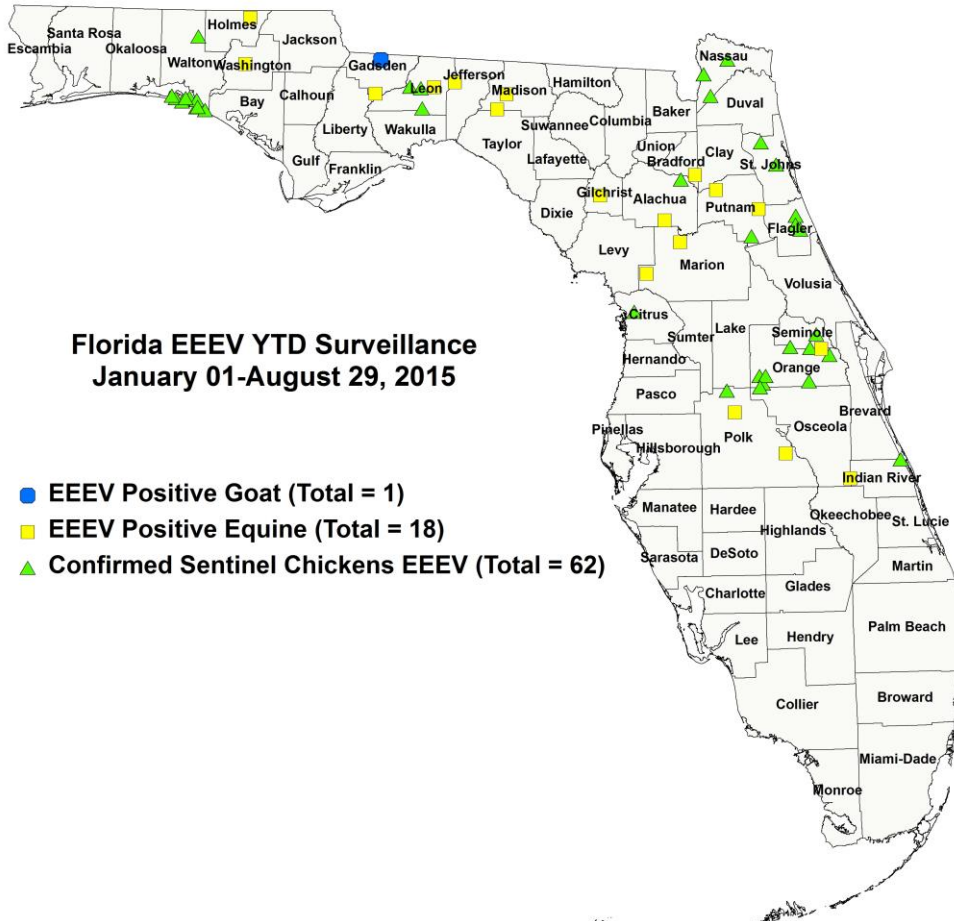 Holmes
Santa Rosa
Jackson
Escambia
Okaloosa
Walton
Washington
Gadsden
Jefferson
Hamilton
Nassau
Leon
Madison
Bay
Calhoun
Baker
Duval
Liberty
Wakulla
Suwannee
Columbia
Taylor
Union
Clay
Gulf
Lafayette
Bradford
St. Johns
Franklin
Gilchrist
Alachua
Dixie
Putnam
Flagler
Levy
Marion
Volusia
Citrus
Lake
Sumter
Seminole
Florida EEEV YTD Surveillance
January 01-August 29, 2015
Hernando
Orange
Pasco
Brevard
Pinellas
Hillsborough
Polk
Osceola
Indian River
EEEV Positive Goat (Total = 1)
EEEV Positive Equine (Total = 18)
Confirmed Sentinel Chickens EEEV (Total = 62)
Manatee
Hardee
Okeechobee
St. Lucie
Highlands
Sarasota
DeSoto
Martin
Charlotte
Glades
Palm Beach
Lee
Hendry
Collier
Broward
Miami-Dade
Monroe